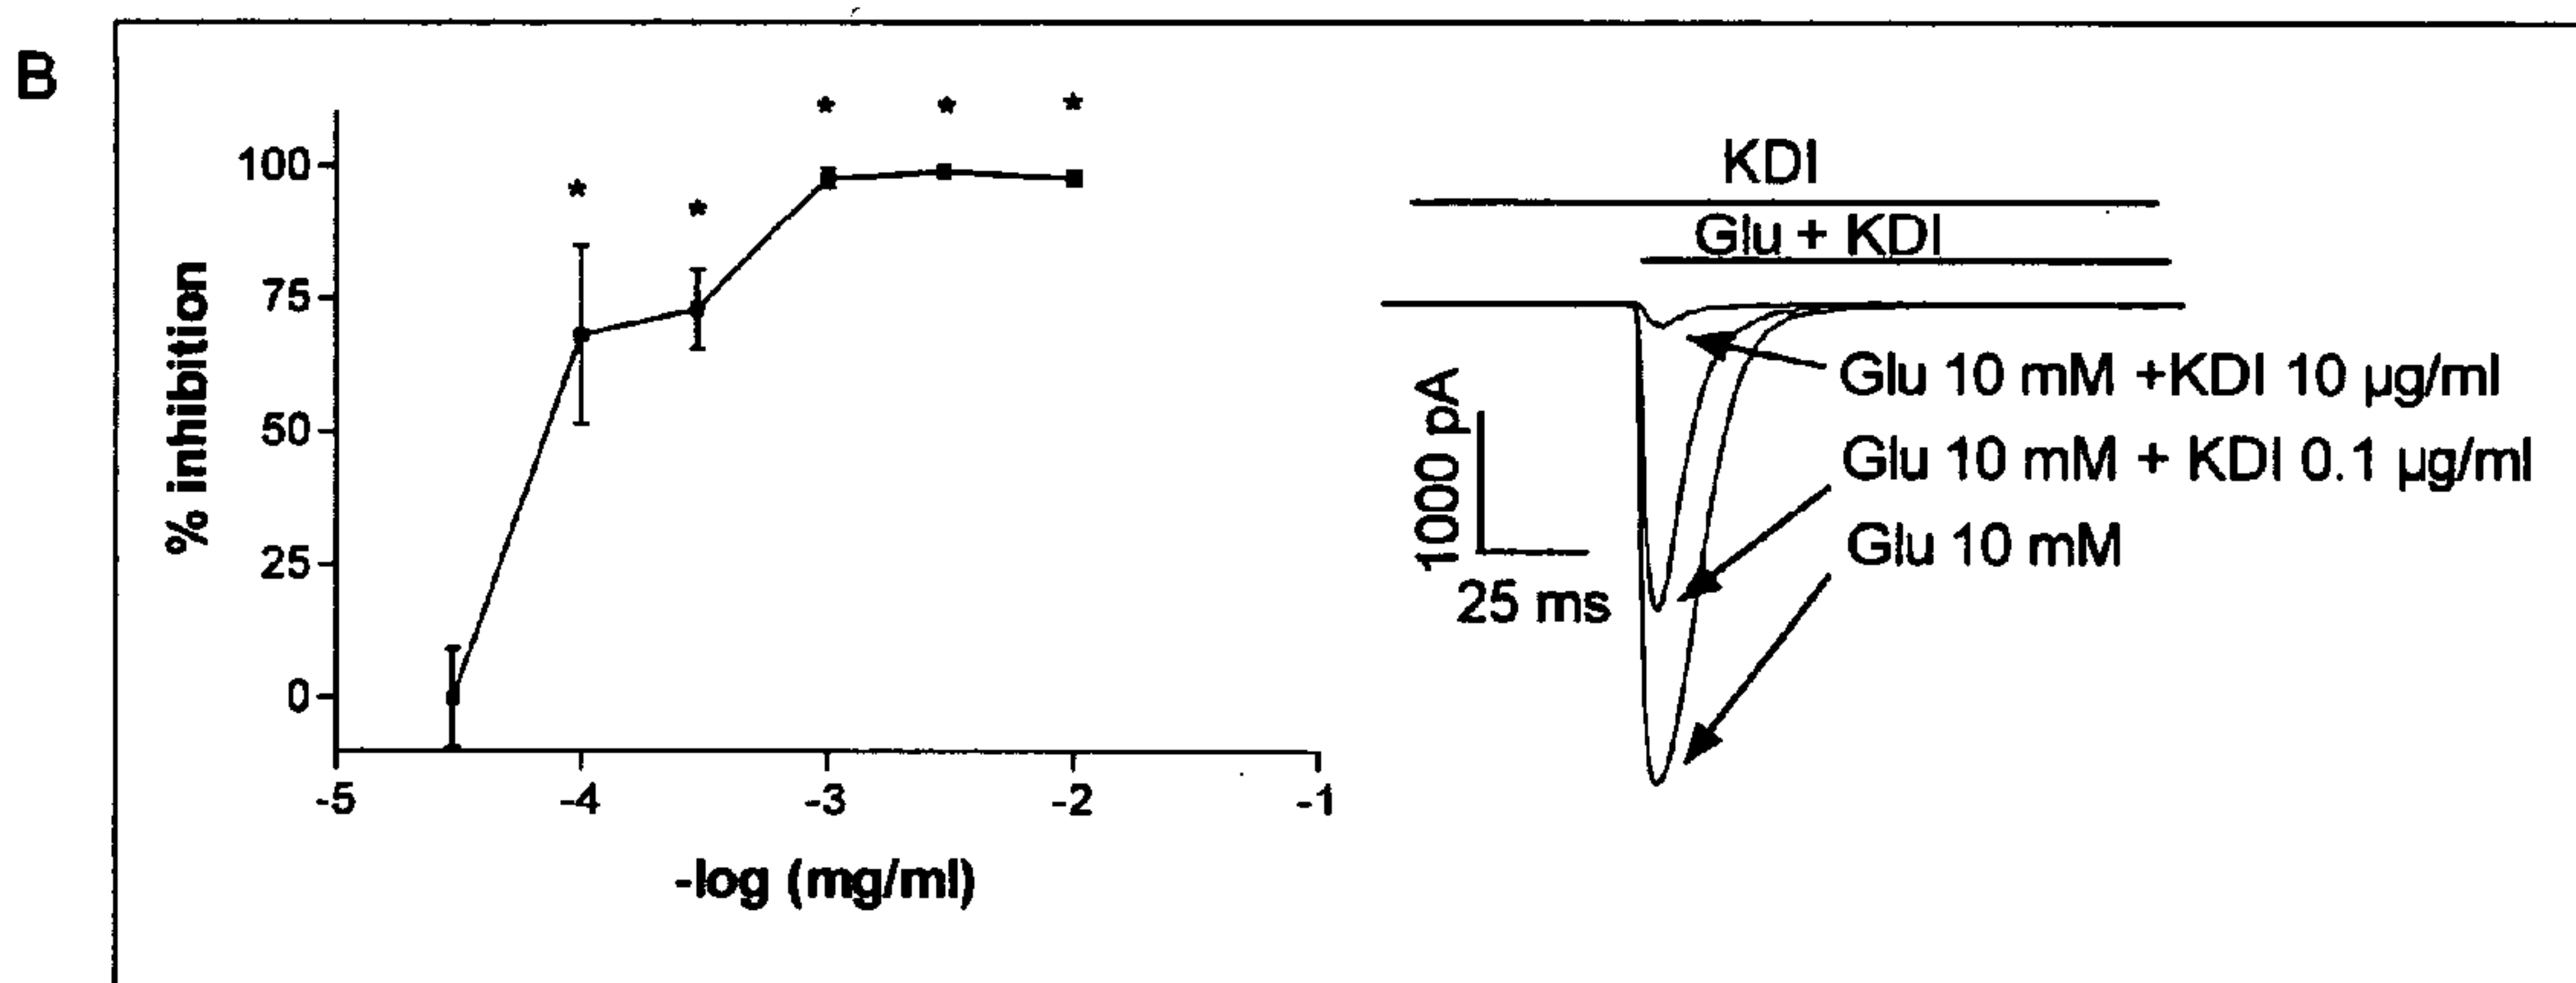 B
% inhibition
100
75
50
25
0
* * * * *
-5 -4 -3 -2 -1
-log (mg/ml)
KDI
Glu + KDI
Glu 10 mM +KDI 10 µg/ml
Glu 10 mM + KDI 0.1 µg/ml
Glu 10 mM
1000 pA
25 ms